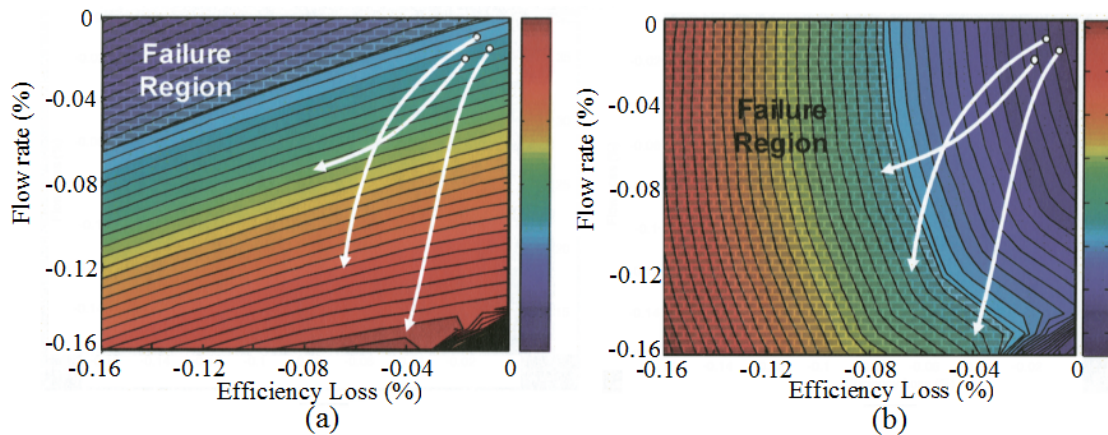 0
-0.04
-0.08
-0.12
-0.16
Flow rate (%)
Failure
Region
-0.16
-0.12
-0.08
-0.04
0
Efficiency Loss (%)
(a)
0
-0.04
-0.08
-0.12
-0.16
Flow rate (%)
Failure
Region
-0.16
-0.12
-0.08
-0.04
0
Efficiency Loss (%)
(b)